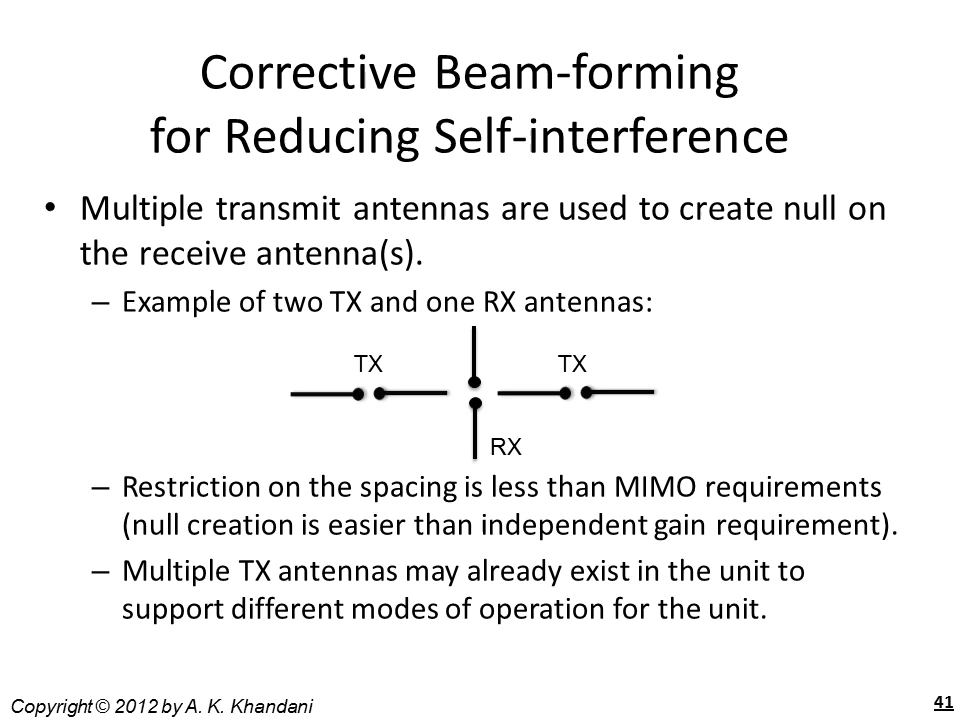 Corrective Beam-forming
for Reducing Self-interference
• Multiple transmit antennas are used to create null on
the receive antenna(s).
– Example of two TX and one RX antennas:
TX TX
RX
– Restriction on the spacing is less than MIMO requirements
(null creation is easier than independent gain requirement).
– Multiple TX antennas may already exist in the unit to
support different modes of operation for the unit.
Copyright © 2012 by A. K. Khandani 41